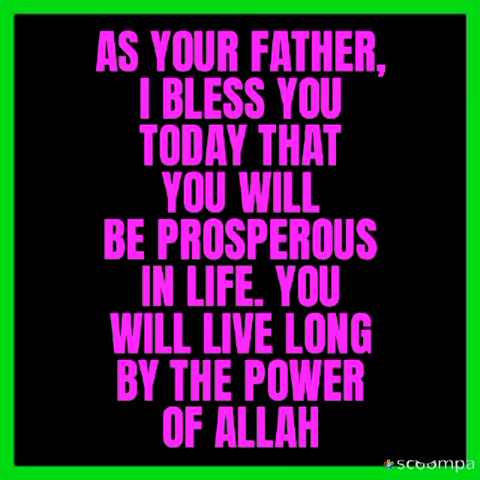 AS YOUR FATHER,
I BLESS YOU
TODAY THAT
YOU WILL
BE PROSPEROUS
IN LIFE. YOU
WILL LIVE LONG
BY THE POWER
OF ALLAH
scoompa